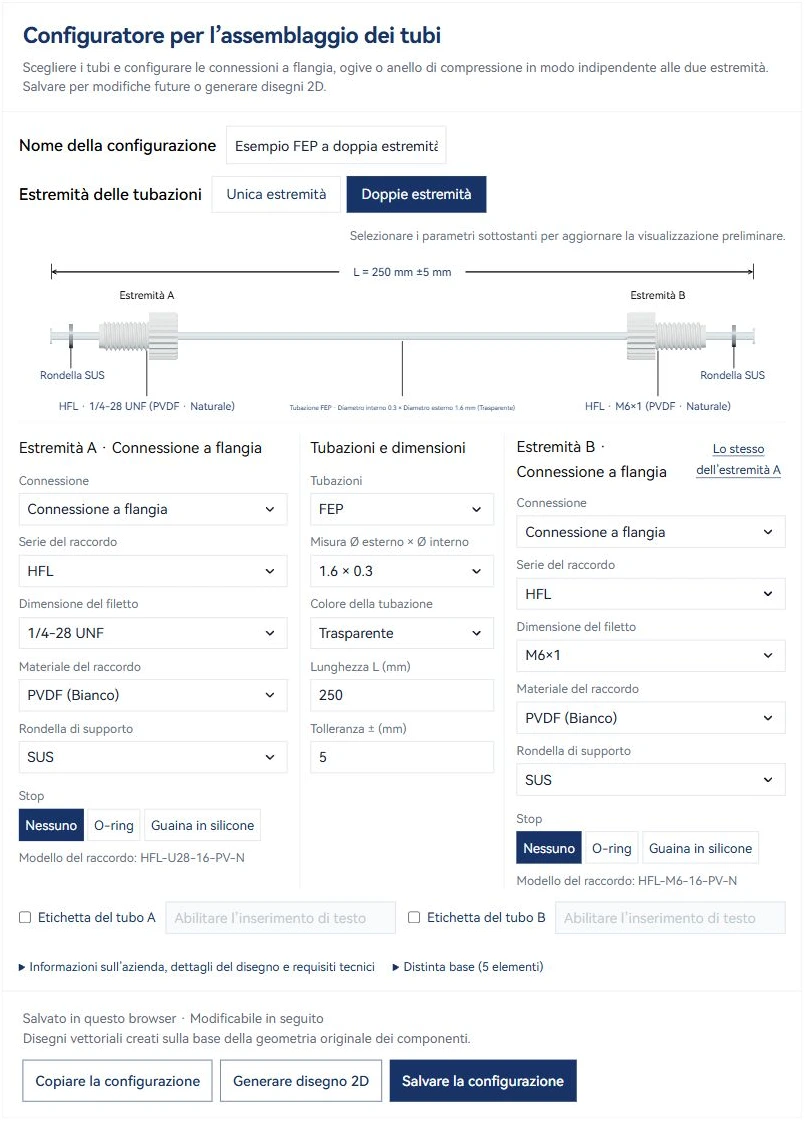 Configuratore per l'assemblaggio dei tubi
Scegliere i tubi e configurare le connessioni a flangia, ogive o anello di compressione in modo indipendente alle due estremità.
Salvare per modifiche future o generare disegni 2D.
Nome della configurazione
Esempio FEP a doppia estremità
Estremità delle tubazioni
Unica estremità
Doppie estremità
Selezionare i parametri sottostanti per aggiornare la visualizzazione preliminare.
L = 250 mm ±5 mm
Estremità A
Estremità B
Rondella SUS
Rondella SUS
HFL · 1/4-28 UNF (PVDF · Naturale)
Tubazione FEP · Diametro interno 0.3 × Diametro esterno 1.6 mm (Trasparente)
HFL · M6×1 (PVDF · Naturale)
Estremità A · Connessione a flangia
Connessione
Connessione a flangia
Serie del raccordo
HFL
Dimensione del filetto
1/4-28 UNF
Materiale del raccordo
PVDF (Bianco)
Rondella di supporto
SUS
Stop
Nessuno
O-ring
Guaina in silicone
Modello del raccordo: HFL-U28-16-PV-N
Tubazioni e dimensioni
Tubazioni
FEP
Misura Ø esterno × Ø interno
1.6 × 0.3
Colore della tubazione
Trasparente
Lunghezza L (mm)
250
Tolleranza ± (mm)
5
Estremità B ·
Connessione a flangia
Lo stesso
dell'estremità A
Connessione
Connessione a flangia
Serie del raccordo
HFL
Dimensione del filetto
M6×1
Materiale del raccordo
PVDF (Bianco)
Rondella di supporto
SUS
Stop
Nessuno
O-ring
Guaina in silicone
Modello del raccordo: HFL-M6-16-PV-N
Etichetta del tubo A
Abilitare l'inserimento di testo
Etichetta del tubo B
Abilitare l'inserimento di testo
Informazioni sull'azienda, dettagli del disegno e requisiti tecnici
Distinta base (5 elementi)
Salvato in questo browser · Modificabile in seguito
Disegni vettoriali creati sulla base della geometria originale dei componenti.
Copiare la configurazione
Generare disegno 2D
Salvare la configurazione